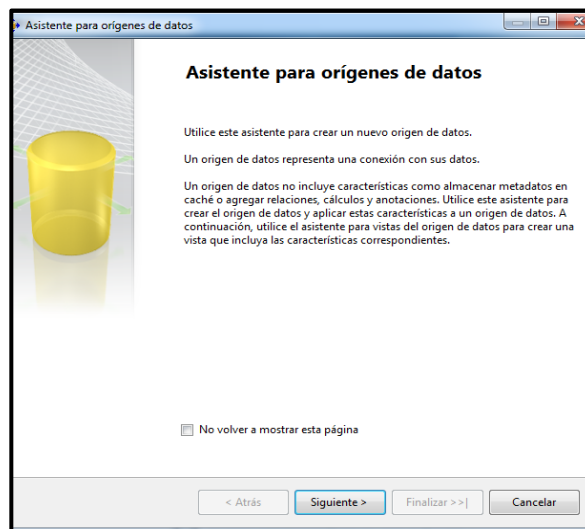 Asistente para orígenes de datos
Asistente para orígenes de datos
Utilice este asistente para crear un nuevo origen de datos.
Un origen de datos representa una conexión con sus datos.
Un origen de datos no incluye características como almacenar metadatos en
caché o agregar relaciones, cálculos y anotaciones. Utilice este asistente para
crear el origen de datos y aplicar estas características a un origen de datos. A
continuación, utilice el asistente para vistas del origen de datos para crear una
vista que incluya las características correspondientes.
No volver a mostrar esta página
< Atrás Siguiente > Finalizar >>| Cancelar